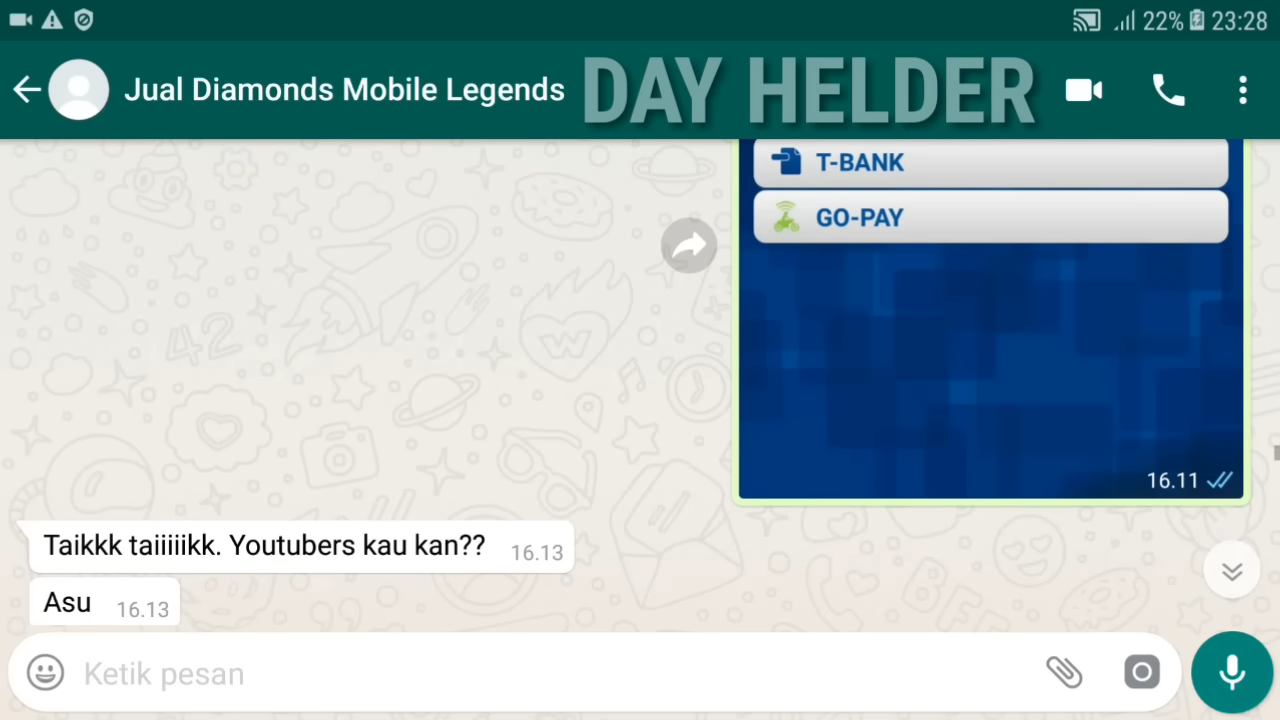 22% 23:28
Jual Diamonds Mobile Legends
DAY HELDER
T-BANK
GO-PAY
16.11
Taikkk taiiiiikk. Youtubers kau kan?? 16.13
Asu 16.13
Ketik pesan